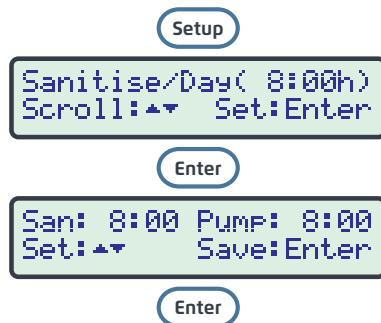 Setup
Sanitise/Day( 8:00h)
Scroll:▲▼ Set:Enter
Enter
San: 8:00 Pump: 8:00
Set:▲▼ Save:Enter
Enter